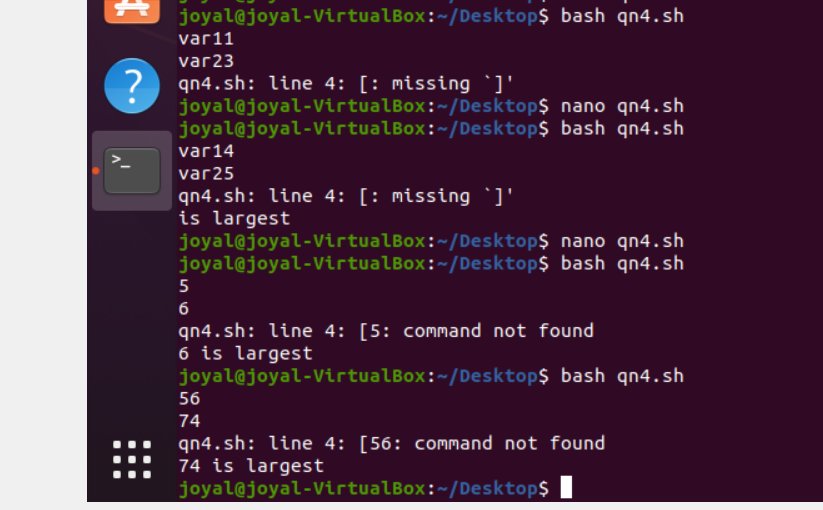 joyal@joyal-VirtualBox:~/Desktop$ bash qn4.sh
var11
var23
qn4.sh: line 4: [: missing `]'
joyal@joyal-VirtualBox:~/Desktop$ nano qn4.sh
joyal@joyal-VirtualBox:~/Desktop$ bash qn4.sh
var14
var25
qn4.sh: line 4: [: missing `]'
is largest
joyal@joyal-VirtualBox:~/Desktop$ nano qn4.sh
joyal@joyal-VirtualBox:~/Desktop$ bash qn4.sh
5
6
qn4.sh: line 4: [5: command not found
6 is largest
joyal@joyal-VirtualBox:~/Desktop$ bash qn4.sh
56
74
qn4.sh: line 4: [56: command not found
74 is largest
joyal@joyal-VirtualBox:~/Desktop$